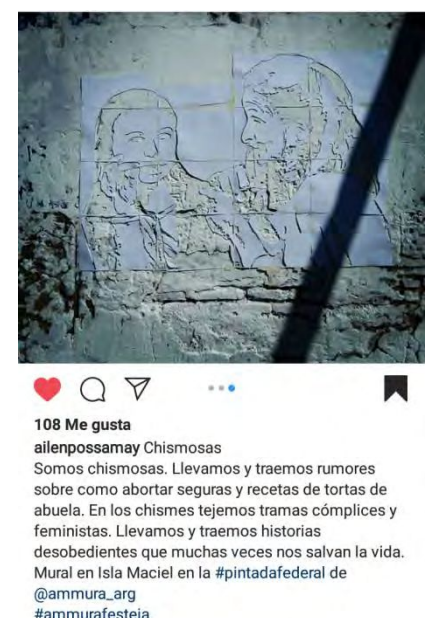 108 Me gusta
ailenpossamay Chismosas
Somos chismosas. Llevamos y traemos rumores
sobre como abortar seguras y recetas de tortas de
abuela. En los chismes tejemos tramas cómplices y
feministas. Llevamos y traemos historias
desobedientes que muchas veces nos salvan la vida.
Mural en Isla Maciel en la #pintadafederal de
@ammura_arg
#ammurafesteja